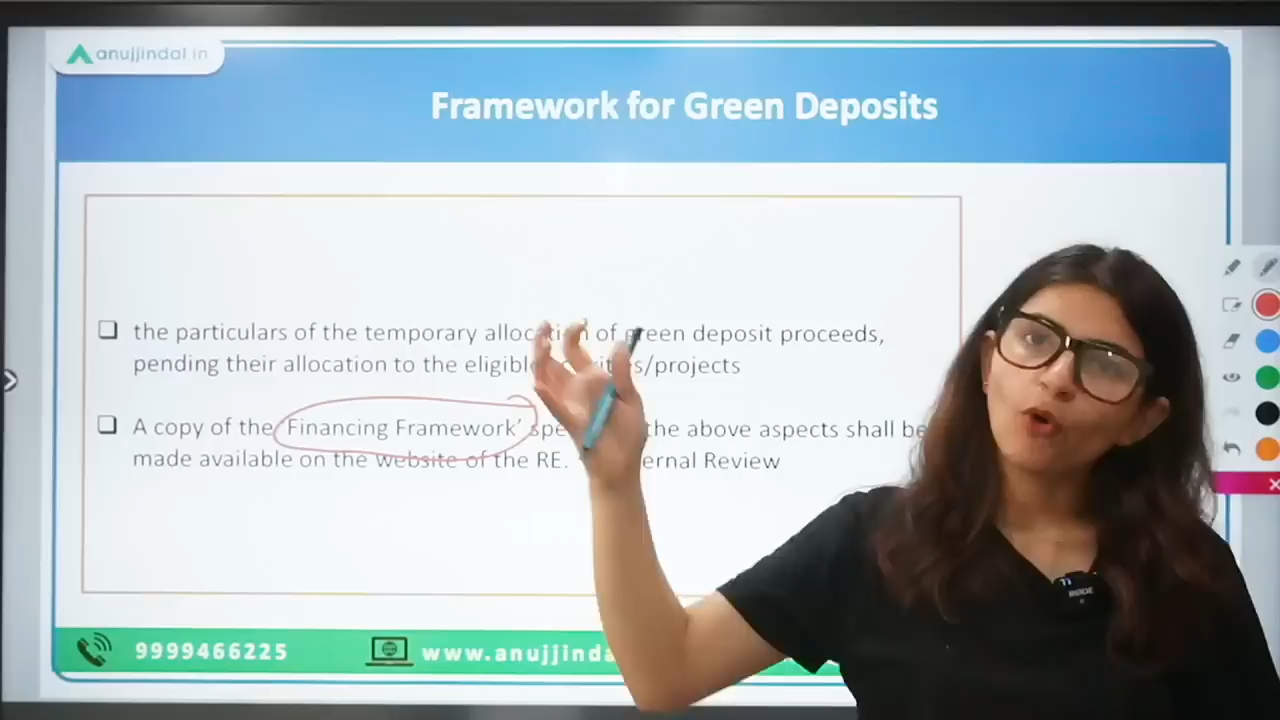 anujjindal.in
Framework for Green Deposits
the particulars of the temporary allocation of green deposit proceeds,
pending their allocation to the eligible /projects
A copy of the 'Financing Framework' the above aspects shall be
made available on the website of the RE. Review
9999466225
www.anujjinda
RODE